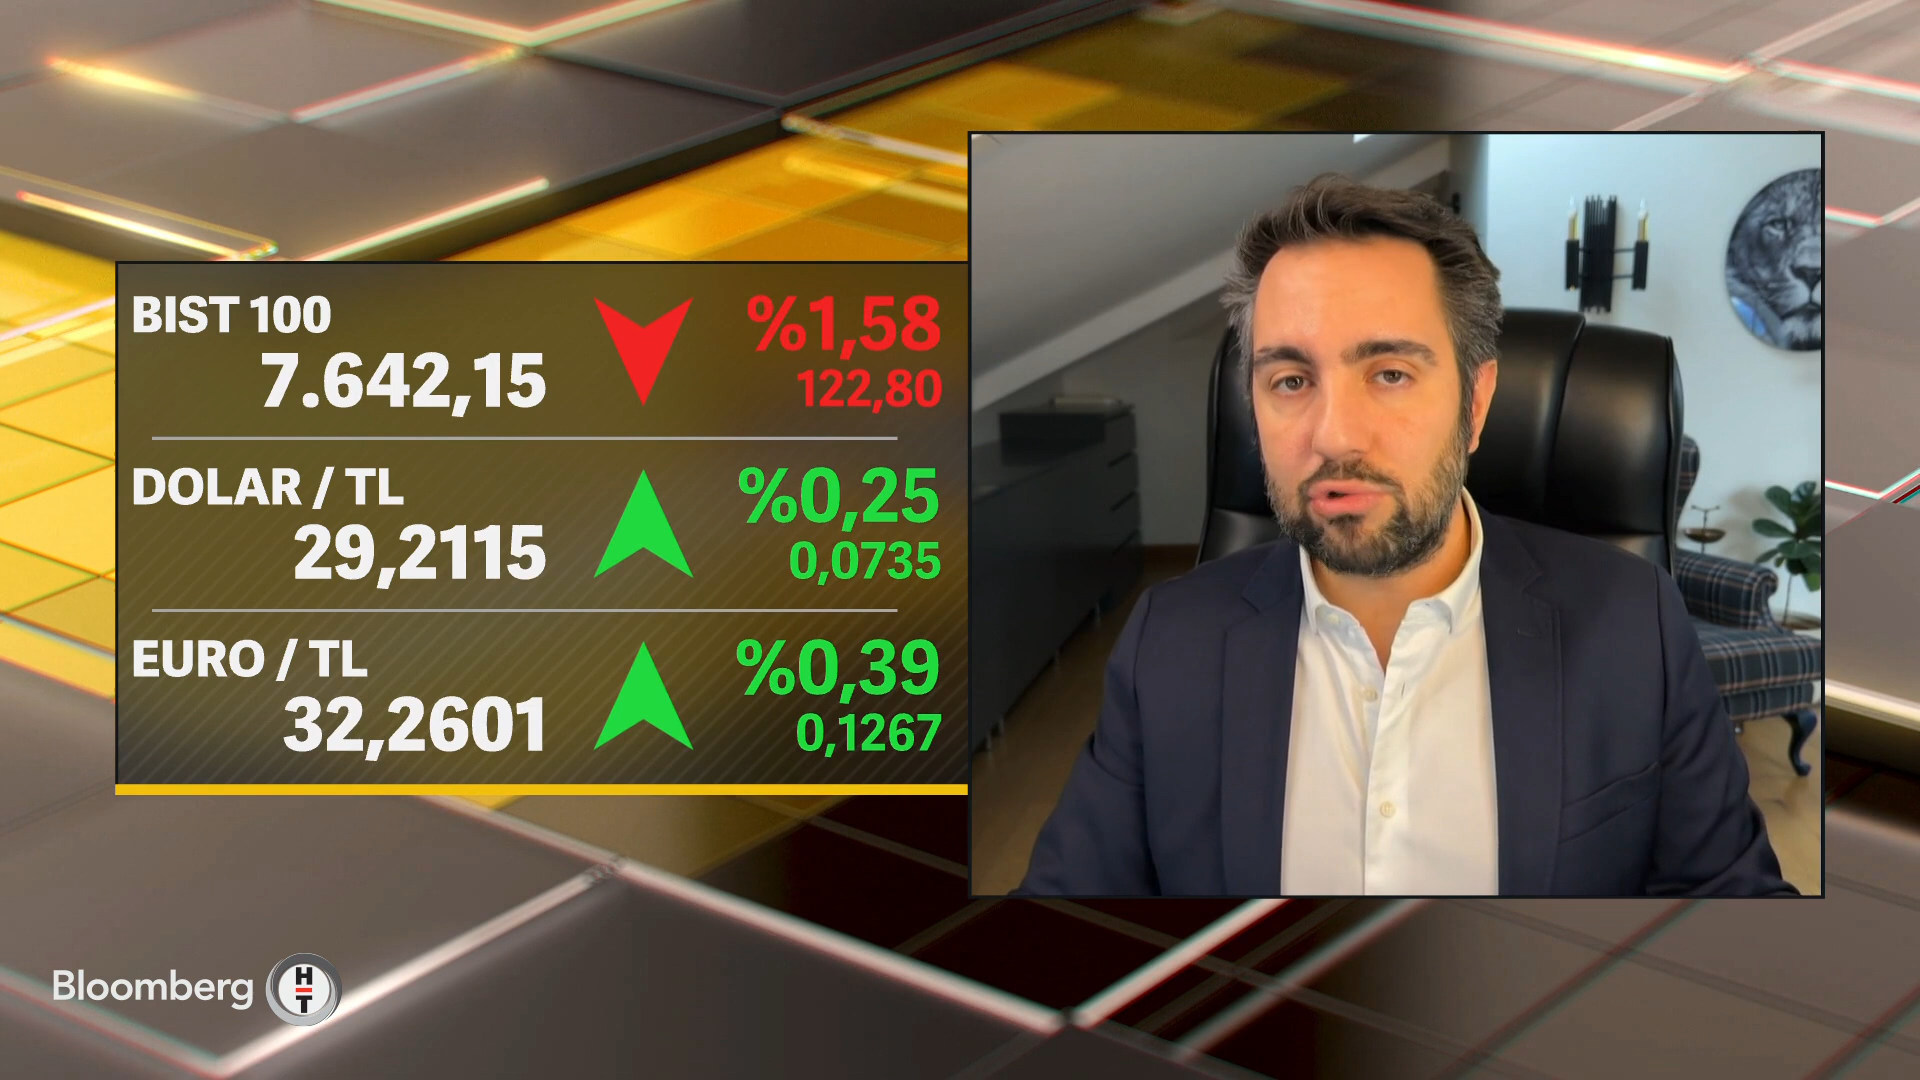 BIST 100
7.642,15
%1,58
122,80
DOLAR / TL
29,2115
%0,25
0,0735
EURO / TL
32,2601
%0,39
0,1267
Bloomberg HT